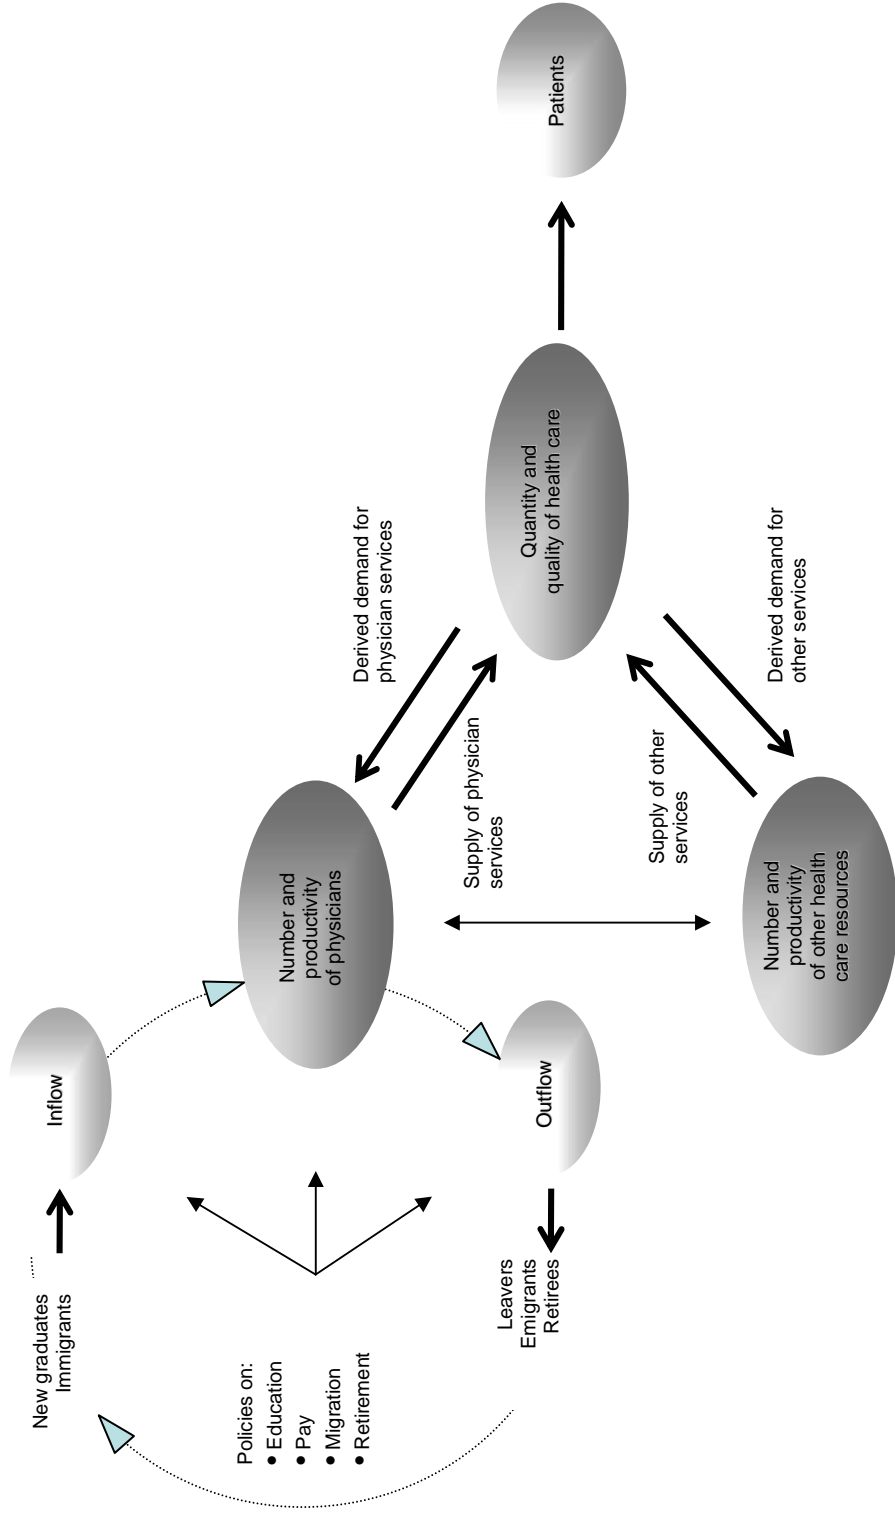 New graduates
Immigrants
Inflow
Policies on:
• Education
• Pay
• Migration
• Retirement
Leavers
Emigrants
Retirees
Outflow
Number and
productivity
of physicians
Derived demand for
physician services
Supply of physician
services
Supply of other
services
Derived demand for
other services
Number and
productivity
of other health
care resources
Quantity and
quality of health care
Patients